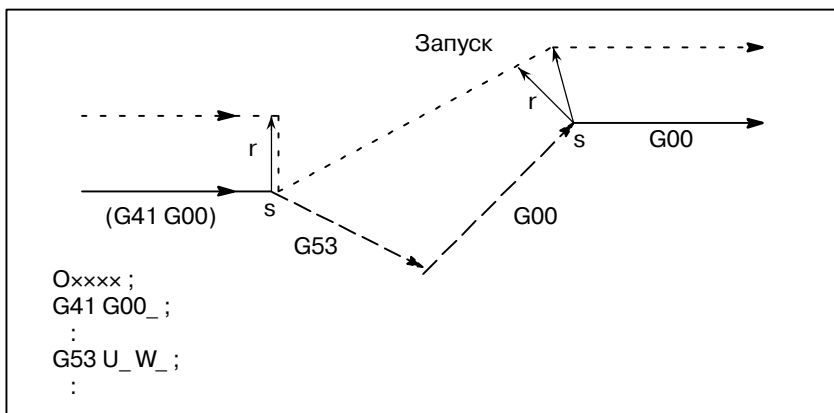 Запуск
r
r
s
G00
(G41 G00)
s
G00
G53
O×××× ;
G41 G00_ ;
:
G53 U_ W_ ;
: